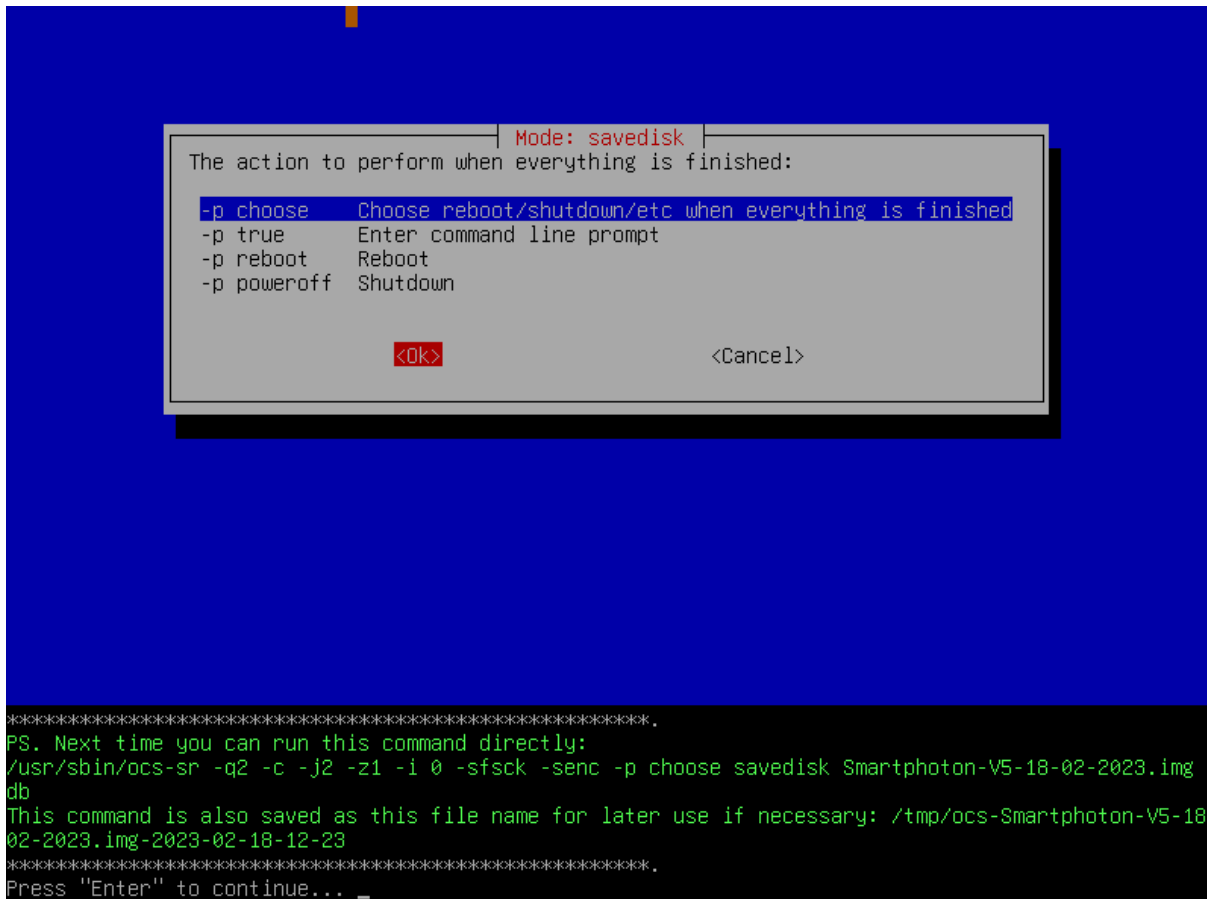 Mode: savedisk
The action to perform when everything is finished:
-p choose Choose reboot/shutdown/etc when everything is finished
-p true Enter command line prompt
-p reboot Reboot
-p poweroff Shutdown
<Ok> <Cancel>
*****************************************************.
PS. Next time you can run this command directly:
/usr/sbin/ocs-sr -q2 -c -j2 -z1 -i 0 -sfsck -senc -p choose savedisk Smartphoton-V5-18-02-2023.img
db
This command is also saved as this file name for later use if necessary: /tmp/ocs-Smartphoton-V5-18
02-2023.img-2023-02-18-12-23
*****************************************************.
Press "Enter" to continue... _